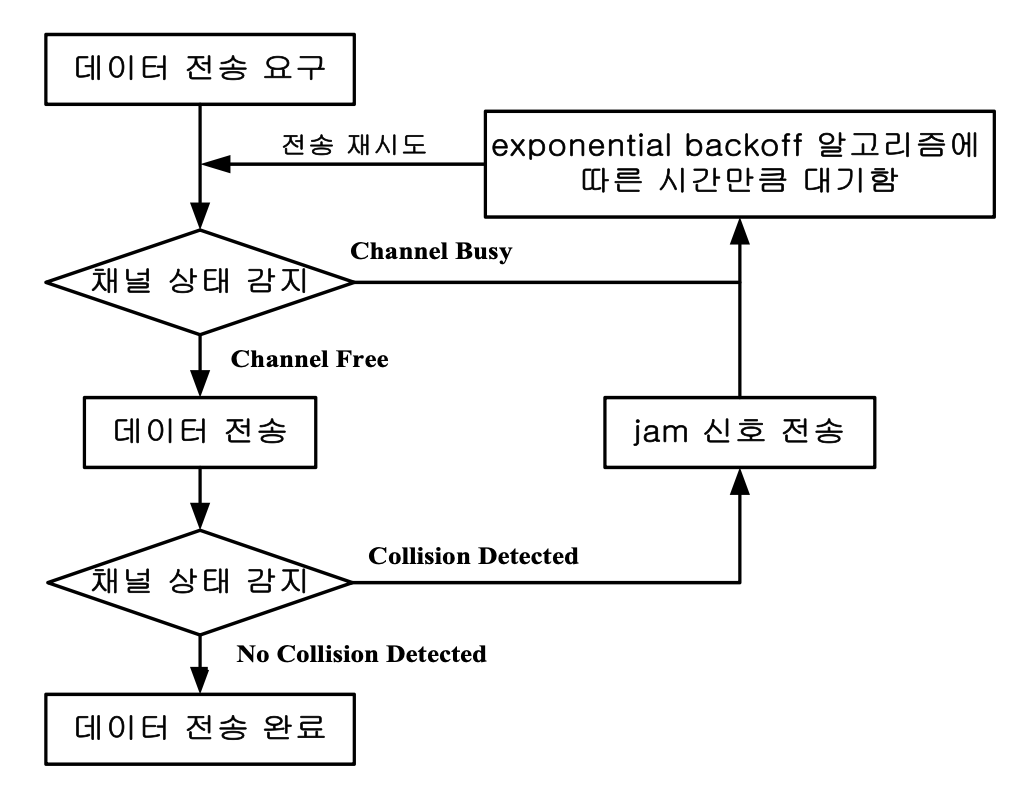 데이터 전송 요구
전송 재시도
exponential backoff 알고리즘에
따른 시간만큼 대기함
채널 상태 감지
Channel Busy
Channel Free
데이터 전송
jam 신호 전송
채널 상태 감지
Collision Detected
No Collision Detected
데이터 전송 완료